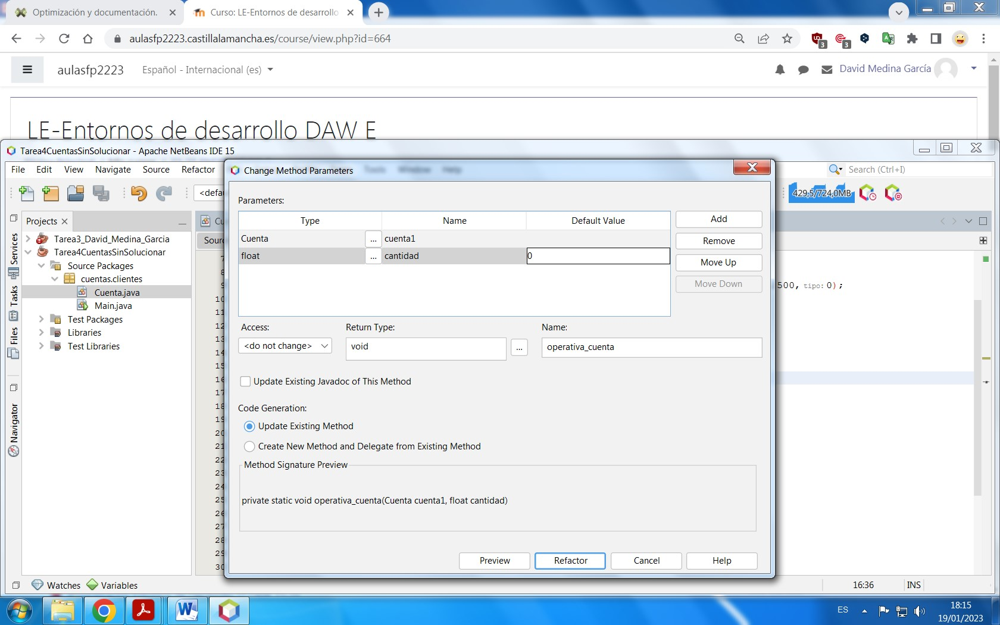 Optimización y documentación.
Curso: LE-Entornos de desarrollo
aulasfp2223.castillalamancha.es/course/view.php?id=664
3
3
aulasfp2223
Español - Internacional (es)
David Medina García
LE-Entornos de desarrollo DAW E
Tarea4CuentasSinSolucionar - Apache NetBeans IDE 15
File Edit View Navigate Source Refactor
Tools Window Help
Search (Ctrl+I)
<defau
429,5/724,0MB
Projects
Services
Tasks
Files
Navigator
Tarea3_David_Medina_Garcia
Tarea4CuentasSinSolucionar
Source Packages
cuentas.clientes
Cuenta.java
Main.java
Test Packages
Libraries
Test Libraries
Cu
Sour
7
8
9
10
11
12
13
14
15
16
17
18
19
20
21
22
23
24
25
26
27
28
29
30
500, tipo: 0);
Change Method Parameters
Parameters:
Type Name Default Value
Cuenta ... cuenta1
float ... cantidad 0
Add
Remove
Move Up
Move Down
Access: Return Type: Name:
<do not change> void ... operativa_cuenta
Update Existing Javadoc of This Method
Code Generation:
Update Existing Method
Create New Method and Delegate from Existing Method
Method Signature Preview
private static void operativa_cuenta(Cuenta cuenta1, float cantidad)
Preview Refactor Cancel Help
Watches Variables
16:36 INS
ES
18:15
19/01/2023